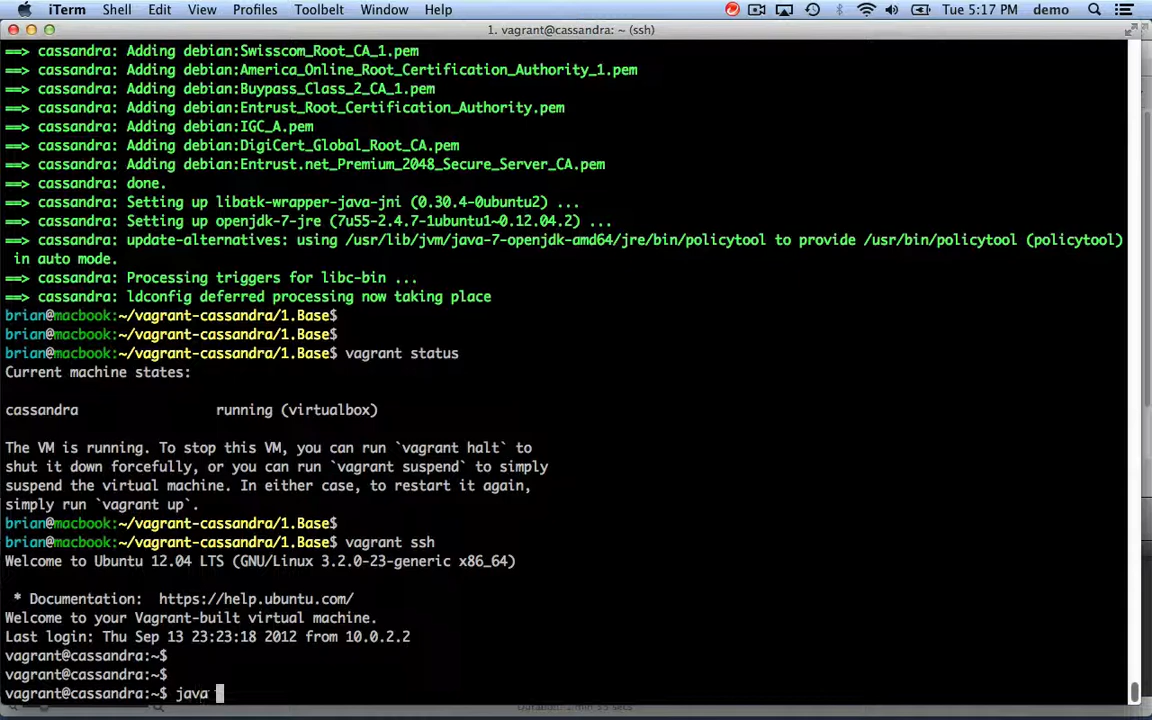 iTerm Shell Edit View Profiles Toolbelt Window Help Tue 5:17 PM demo
1. vagrant@cassandra: ~ (ssh)
==> cassandra: Adding debian:Swisscom_Root_CA_1.pem
==> cassandra: Adding debian:America_Online_Root_Certification_Authority_1.pem
==> cassandra: Adding debian:Buypass_Class_2_CA_1.pem
==> cassandra: Adding debian:Entrust_Root_Certification_Authority.pem
==> cassandra: Adding debian:IGC_A.pem
==> cassandra: Adding debian:DigiCert_Global_Root_CA.pem
==> cassandra: Adding debian:Entrust.net_Premium_2048_Secure_Server_CA.pem
==> cassandra: done.
==> cassandra: Setting up libatk-wrapper-java-jni (0.30.4-0ubuntu2) ...
==> cassandra: Setting up openjdk-7-jre (7u55-2.4.7-1ubuntu1~0.12.04.2) ...
==> cassandra: update-alternatives: using /usr/lib/jvm/java-7-openjdk-amd64/jre/bin/policytool to provide /usr/bin/policytool (policytool)
in auto mode.
==> cassandra: Processing triggers for libc-bin ...
==> cassandra: ldconfig deferred processing now taking place
brian@macbook:~/vagrant-cassandra/1.Base$
brian@macbook:~/vagrant-cassandra/1.Base$
brian@macbook:~/vagrant-cassandra/1.Base$ vagrant status
Current machine states:
cassandra running (virtualbox)
The VM is running. To stop this VM, you can run `vagrant halt` to
shut it down forcefully, or you can run `vagrant suspend` to simply
suspend the virtual machine. In either case, to restart it again,
simply run `vagrant up`.
brian@macbook:~/vagrant-cassandra/1.Base$
brian@macbook:~/vagrant-cassandra/1.Base$ vagrant ssh
Welcome to Ubuntu 12.04 LTS (GNU/Linux 3.2.0-23-generic x86_64)
* Documentation: https://help.ubuntu.com/
Welcome to your Vagrant-built virtual machine.
Last login: Thu Sep 13 23:23:18 2012 from 10.0.2.2
vagrant@cassandra:~$
vagrant@cassandra:~$
vagrant@cassandra:~$ java